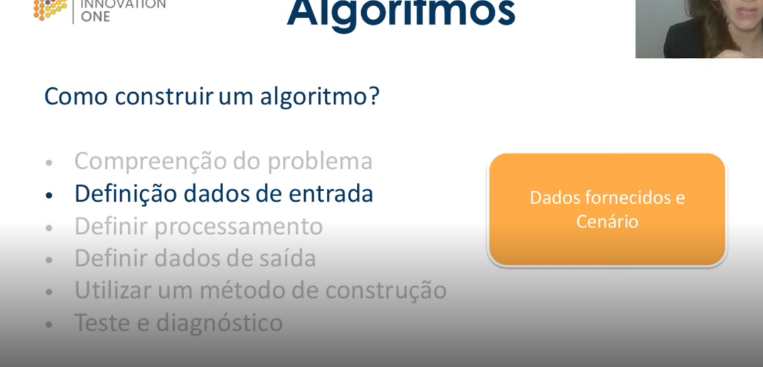 INNOVATION
ONE
Algoritmos
Como construir um algoritmo?
• Compreenção do problema
• Definição dados de entrada
• Definir processamento
• Definir dados de saída
• Utilizar um método de construção
• Teste e diagnóstico
Dados fornecidos e
Cenário